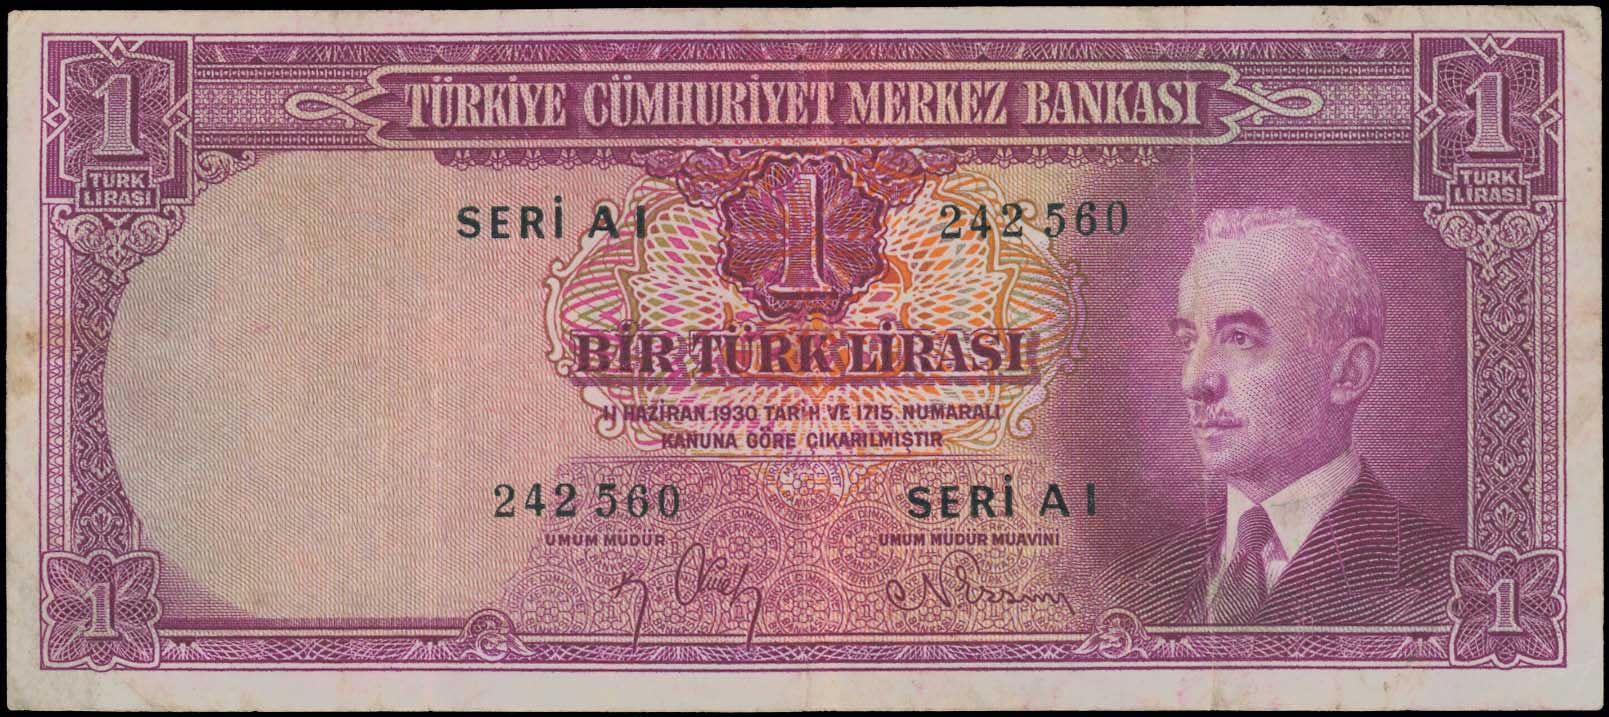 TÜRKİYE CÜMHURİYET MERKEZ BANKASI
1
1
TÜRK
LİRASI
TÜRK
LİRASI
1
SERİ A1
242 560
BİR TÜRK LİRASI
11 HAZİRAN 1930 TARİH VE 1715 NUMARALI
KANUNA GÖRE ÇIKARILMIŞTIR
242 560
SERİ A1
UMUM MÜDÜR
UMUM MÜDÜR MUAVİNİ
1
1